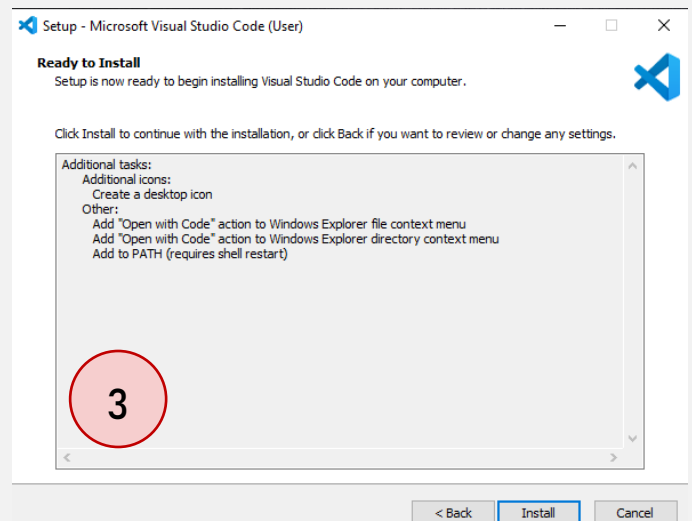 Setup - Microsoft Visual Studio Code (User)
Ready to Install
Setup is now ready to begin installing Visual Studio Code on your computer.
Click Install to continue with the installation, or click Back if you want to review or change any settings.
Additional tasks:
Additional icons:
Create a desktop icon
Other:
Add "Open with Code" action to Windows Explorer file context menu
Add "Open with Code" action to Windows Explorer directory context menu
Add to PATH (requires shell restart)
3
< Back Install Cancel